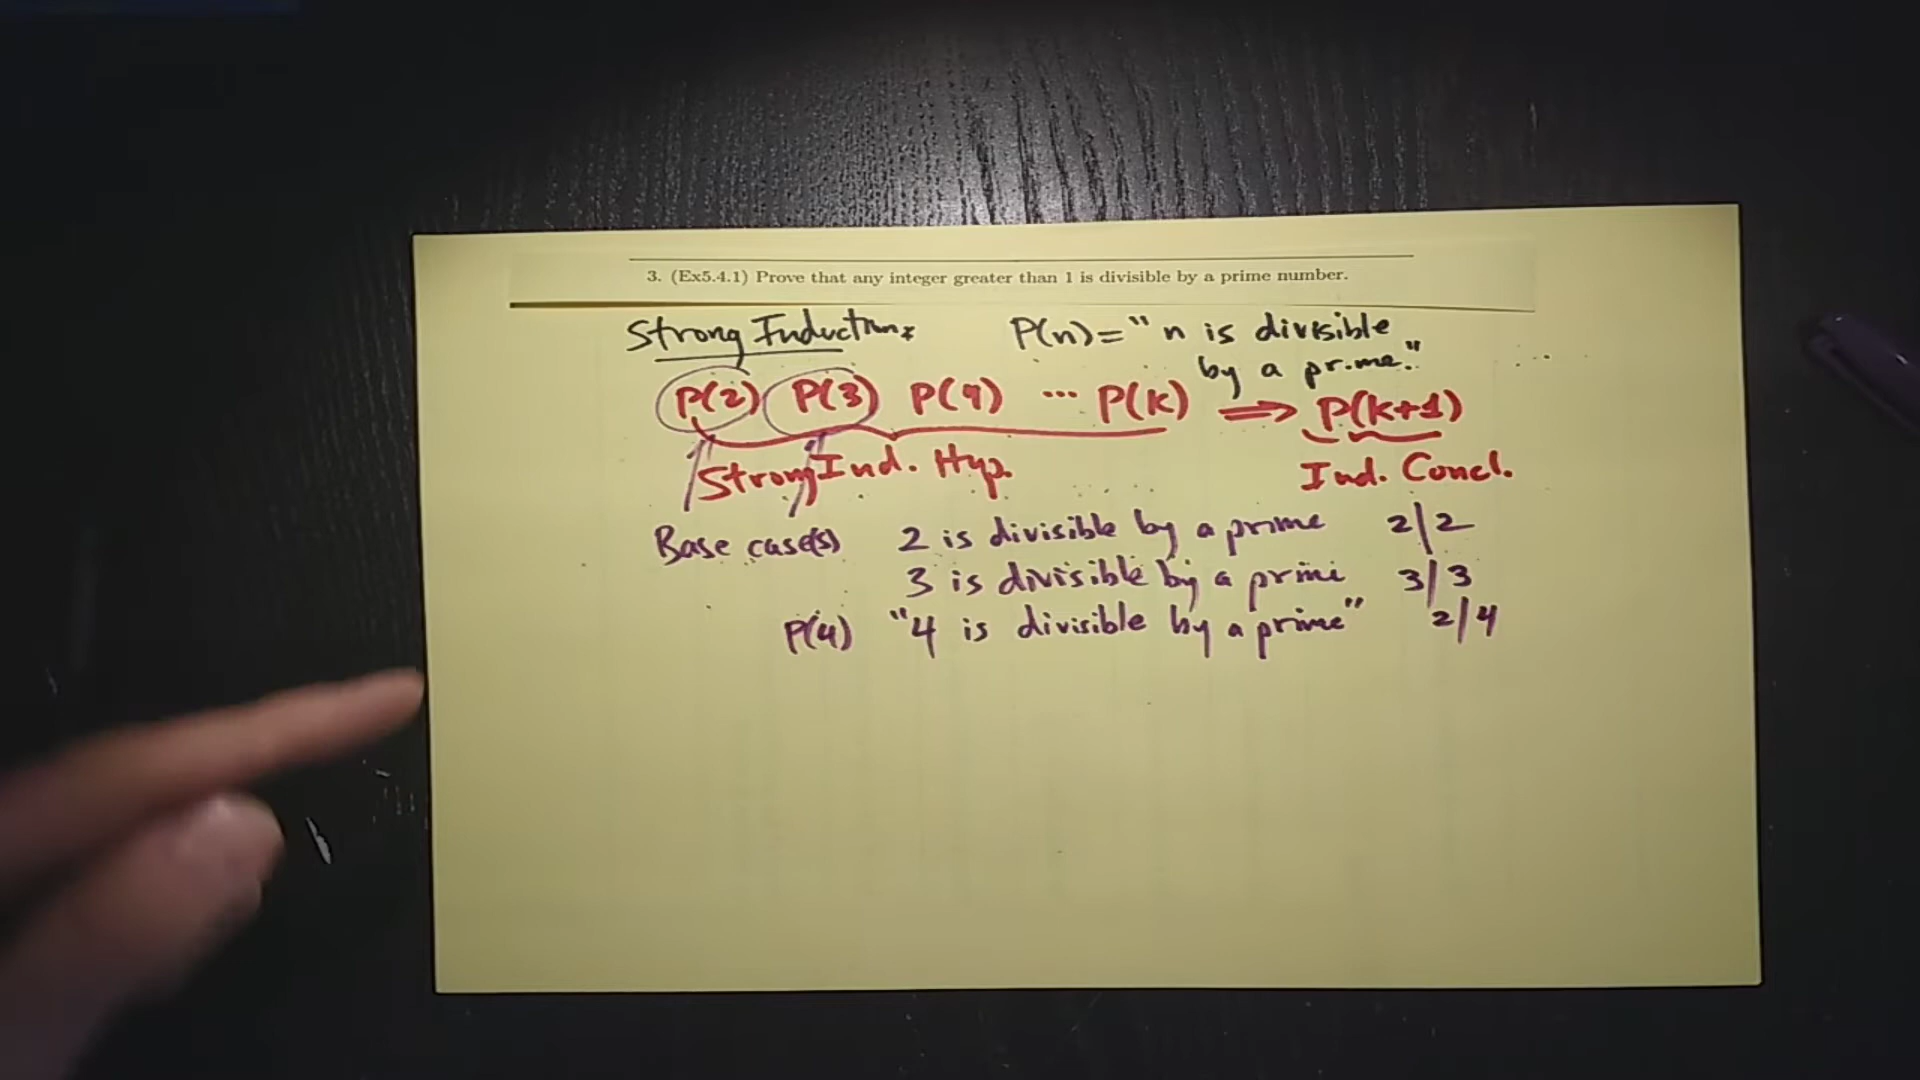 3. (Ex5.4.1) Prove that any integer greater than 1 is divisible by a prime number.
Strong Induction: P(n)= "n is divisible
by a prime."
P(2) P(3) P(4) ... P(k) ⟹ P(k+1)
Strong Ind. Hyp. Ind. Concl.
Base case(s) 2 is divisible by a prime 2|2
3 is divisible by a prime 3|3
P(4) "4 is divisible by a prime" 2|4